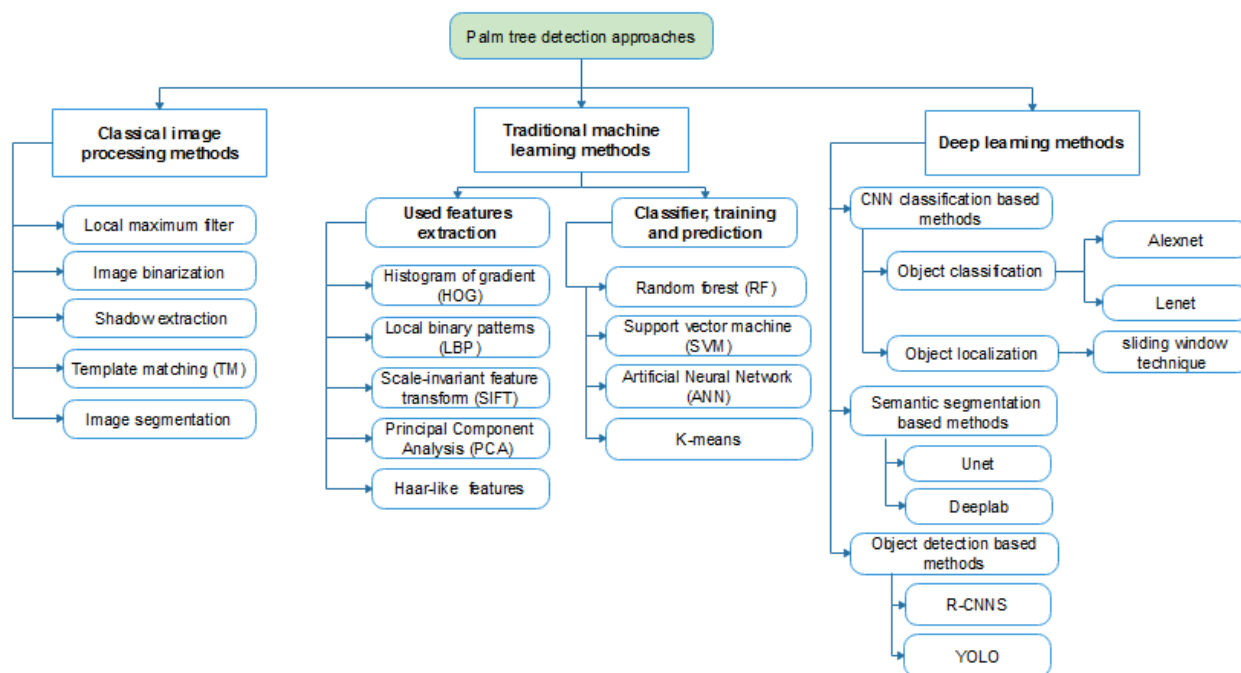 Palm tree detection approaches
Classical image
processing methods
Local maximum filter
Image binarization
Shadow extraction
Template matching (TM)
Image segmentation
Traditional machine
learning methods
Used features
extraction
Histogram of gradient
(HOG)
Local binary patterns
(LBP)
Scale-invariant feature
transform (SIFT)
Principal Component
Analysis (PCA)
Haar-like features
Classifier, training
and prediction
Random forest (RF)
Support vector machine
(SVM)
Artificial Neural Network
(ANN)
K-means
Deep learning methods
CNN classification based
methods
Object classification
Alexnet
Lenet
Object localization
sliding window
technique
Semantic segmentation
based methods
Unet
Deeplab
Object detection based
methods
R-CNNS
YOLO